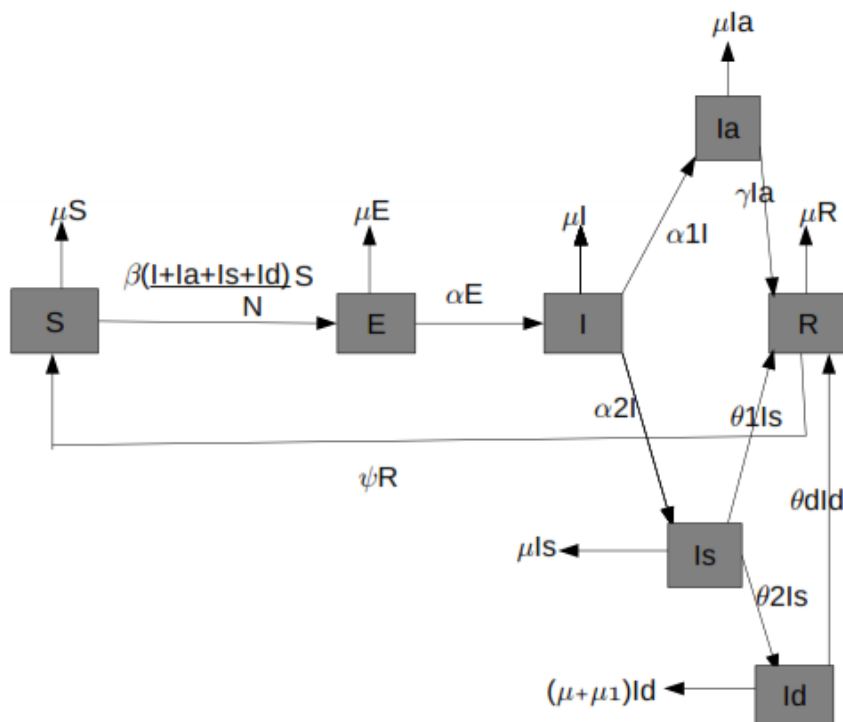 μIa
Ia
μS
μE
μI
γIa
μR
α1I
β(I+Ia+Is+Id)S
N
αE
S
E
I
R
α2I
θ1Is
ψR
θdId
μIs
Is
θ2Is
(μ+μ1)Id
Id